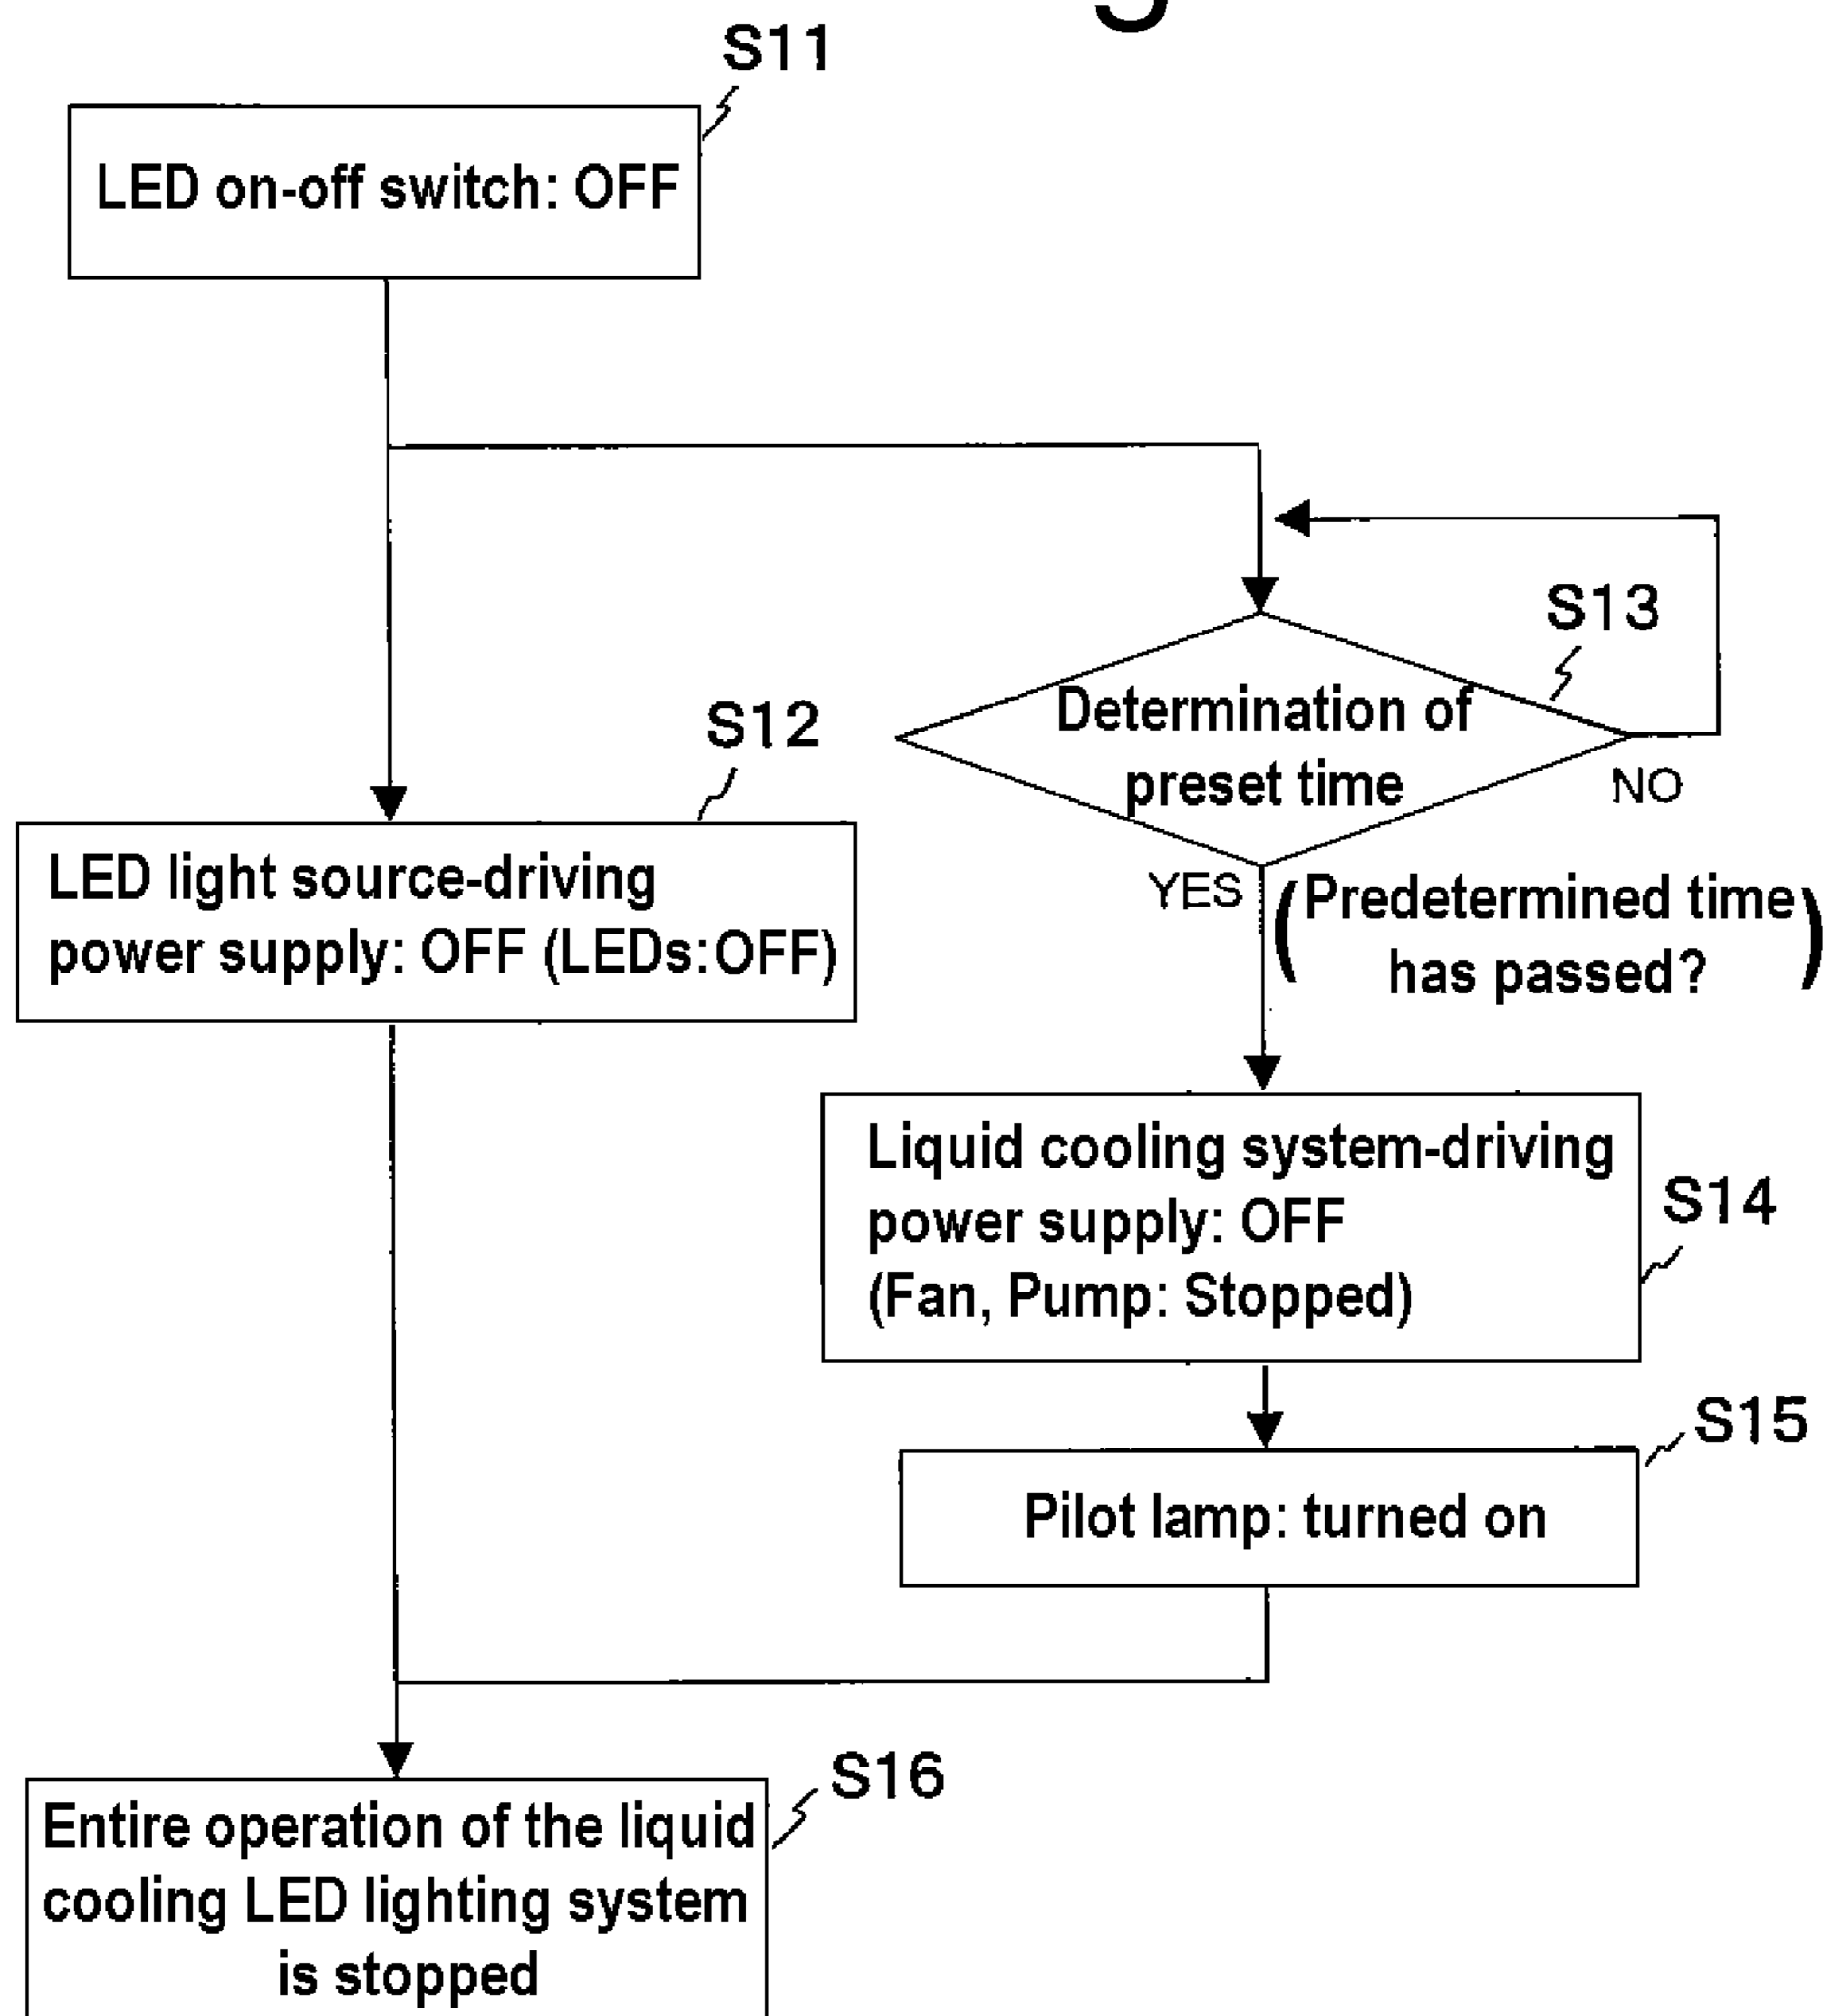 S11
LED on-off switch: OFF
S13
Determination of
preset time
NO
S12
LED light source-driving
power supply: OFF (LEDs:OFF)
YES
(Predetermined time
has passed?)
Liquid cooling system-driving
power supply: OFF
(Fan, Pump: Stopped)
S14
S15
Pilot lamp: turned on
S16
Entire operation of the liquid
cooling LED lighting system
is stopped